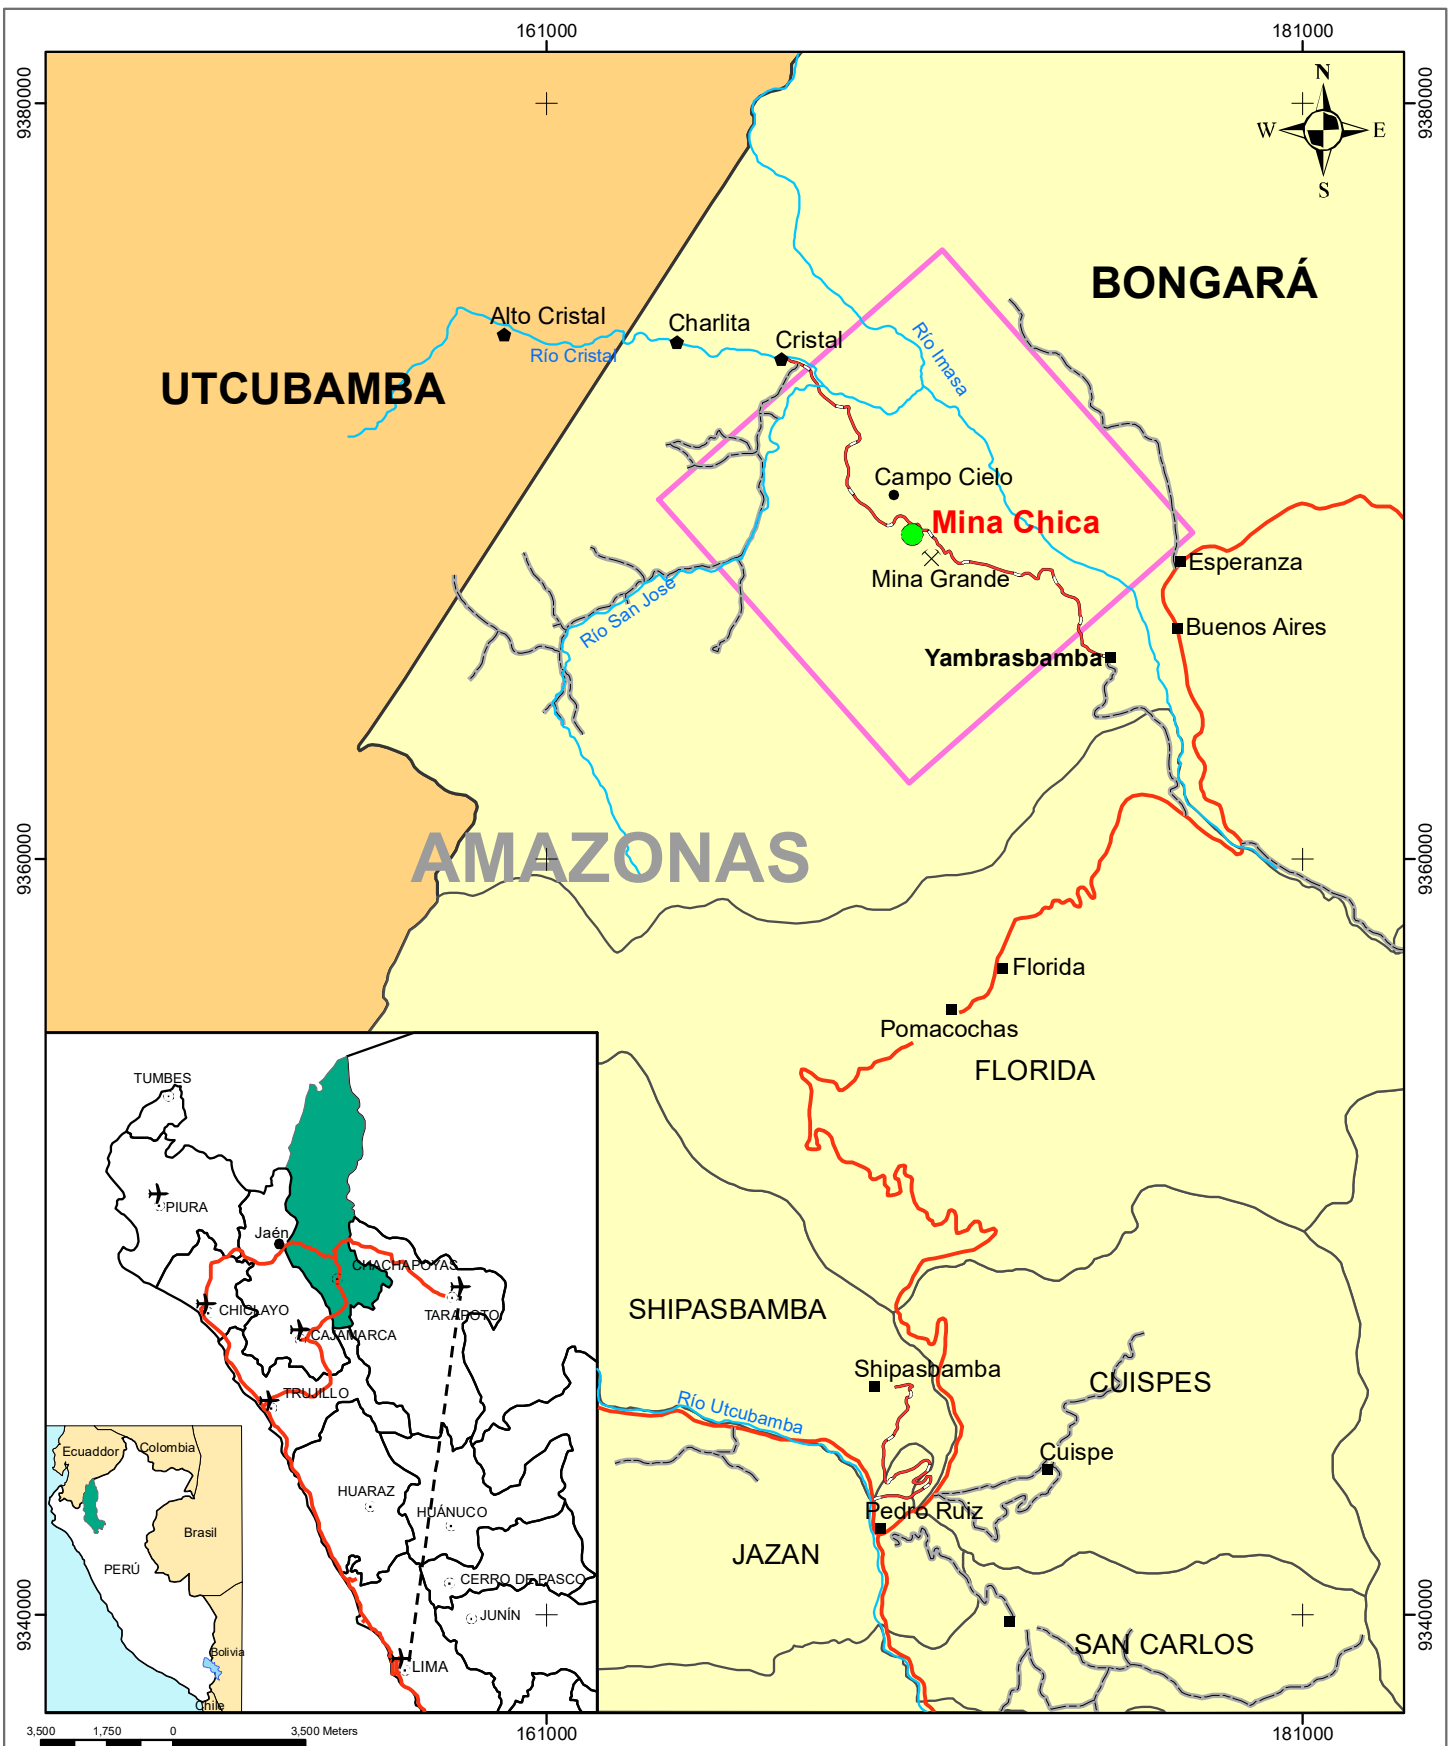 161000
181000
9380000
9380000
N
W
E
S
BONGARÁ
Alto Cristal
Charlita
Cristal
Río Cristal
Río Imasa
UTCUBAMBA
Campo Cielo
Mina Chica
Mina Grande
Esperanza
Río San José
Buenos Aires
Yambrasbamba
AMAZONAS
9360000
9360000
Florida
Pomacochas
FLORIDA
TUMBES
PIURA
Jaén
CHACHAPOYAS
CHICLAYO
TARAPOTO
CAJAMARCA
TRUJILLO
SHIPASBAMBA
Shipasbamba
CUISPES
Río Utcubamba
Cuispe
Ecuaddor
Colombia
HUARAZ
HUÁNUCO
Pedro Ruiz
Brasil
JAZAN
PERÚ
CERRO DE PASCO
JUNÍN
9340000
9340000
SAN CARLOS
Bolivia
LIMA
Chile
3,500
1,750
0
3,500 Meters
161000
181000